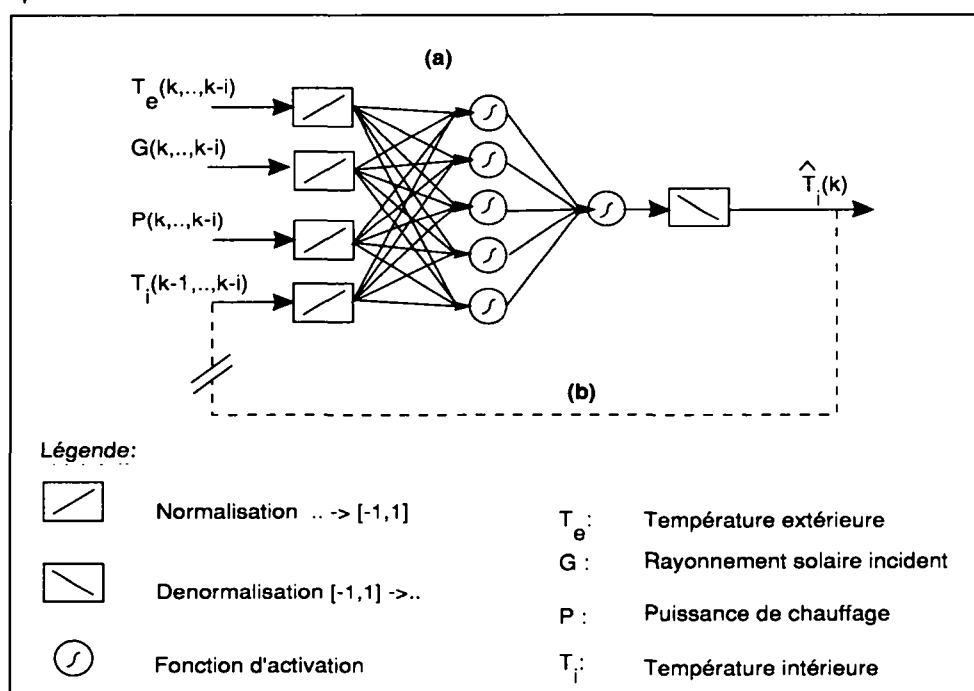 (a)
T_e(k,..,k-i)
G(k,..,k-i)
P(k,..,k-i)
T_i(k-1,..,k-i)
T̂_i(k)
(b)
Légende:
Normalisation .. -> [-1,1]
Denormalisation [-1,1] ->..
Fonction d'activation
T_e: Température extérieure
G : Rayonnement solaire incident
P : Puissance de chauffage
T_i: Température intérieure